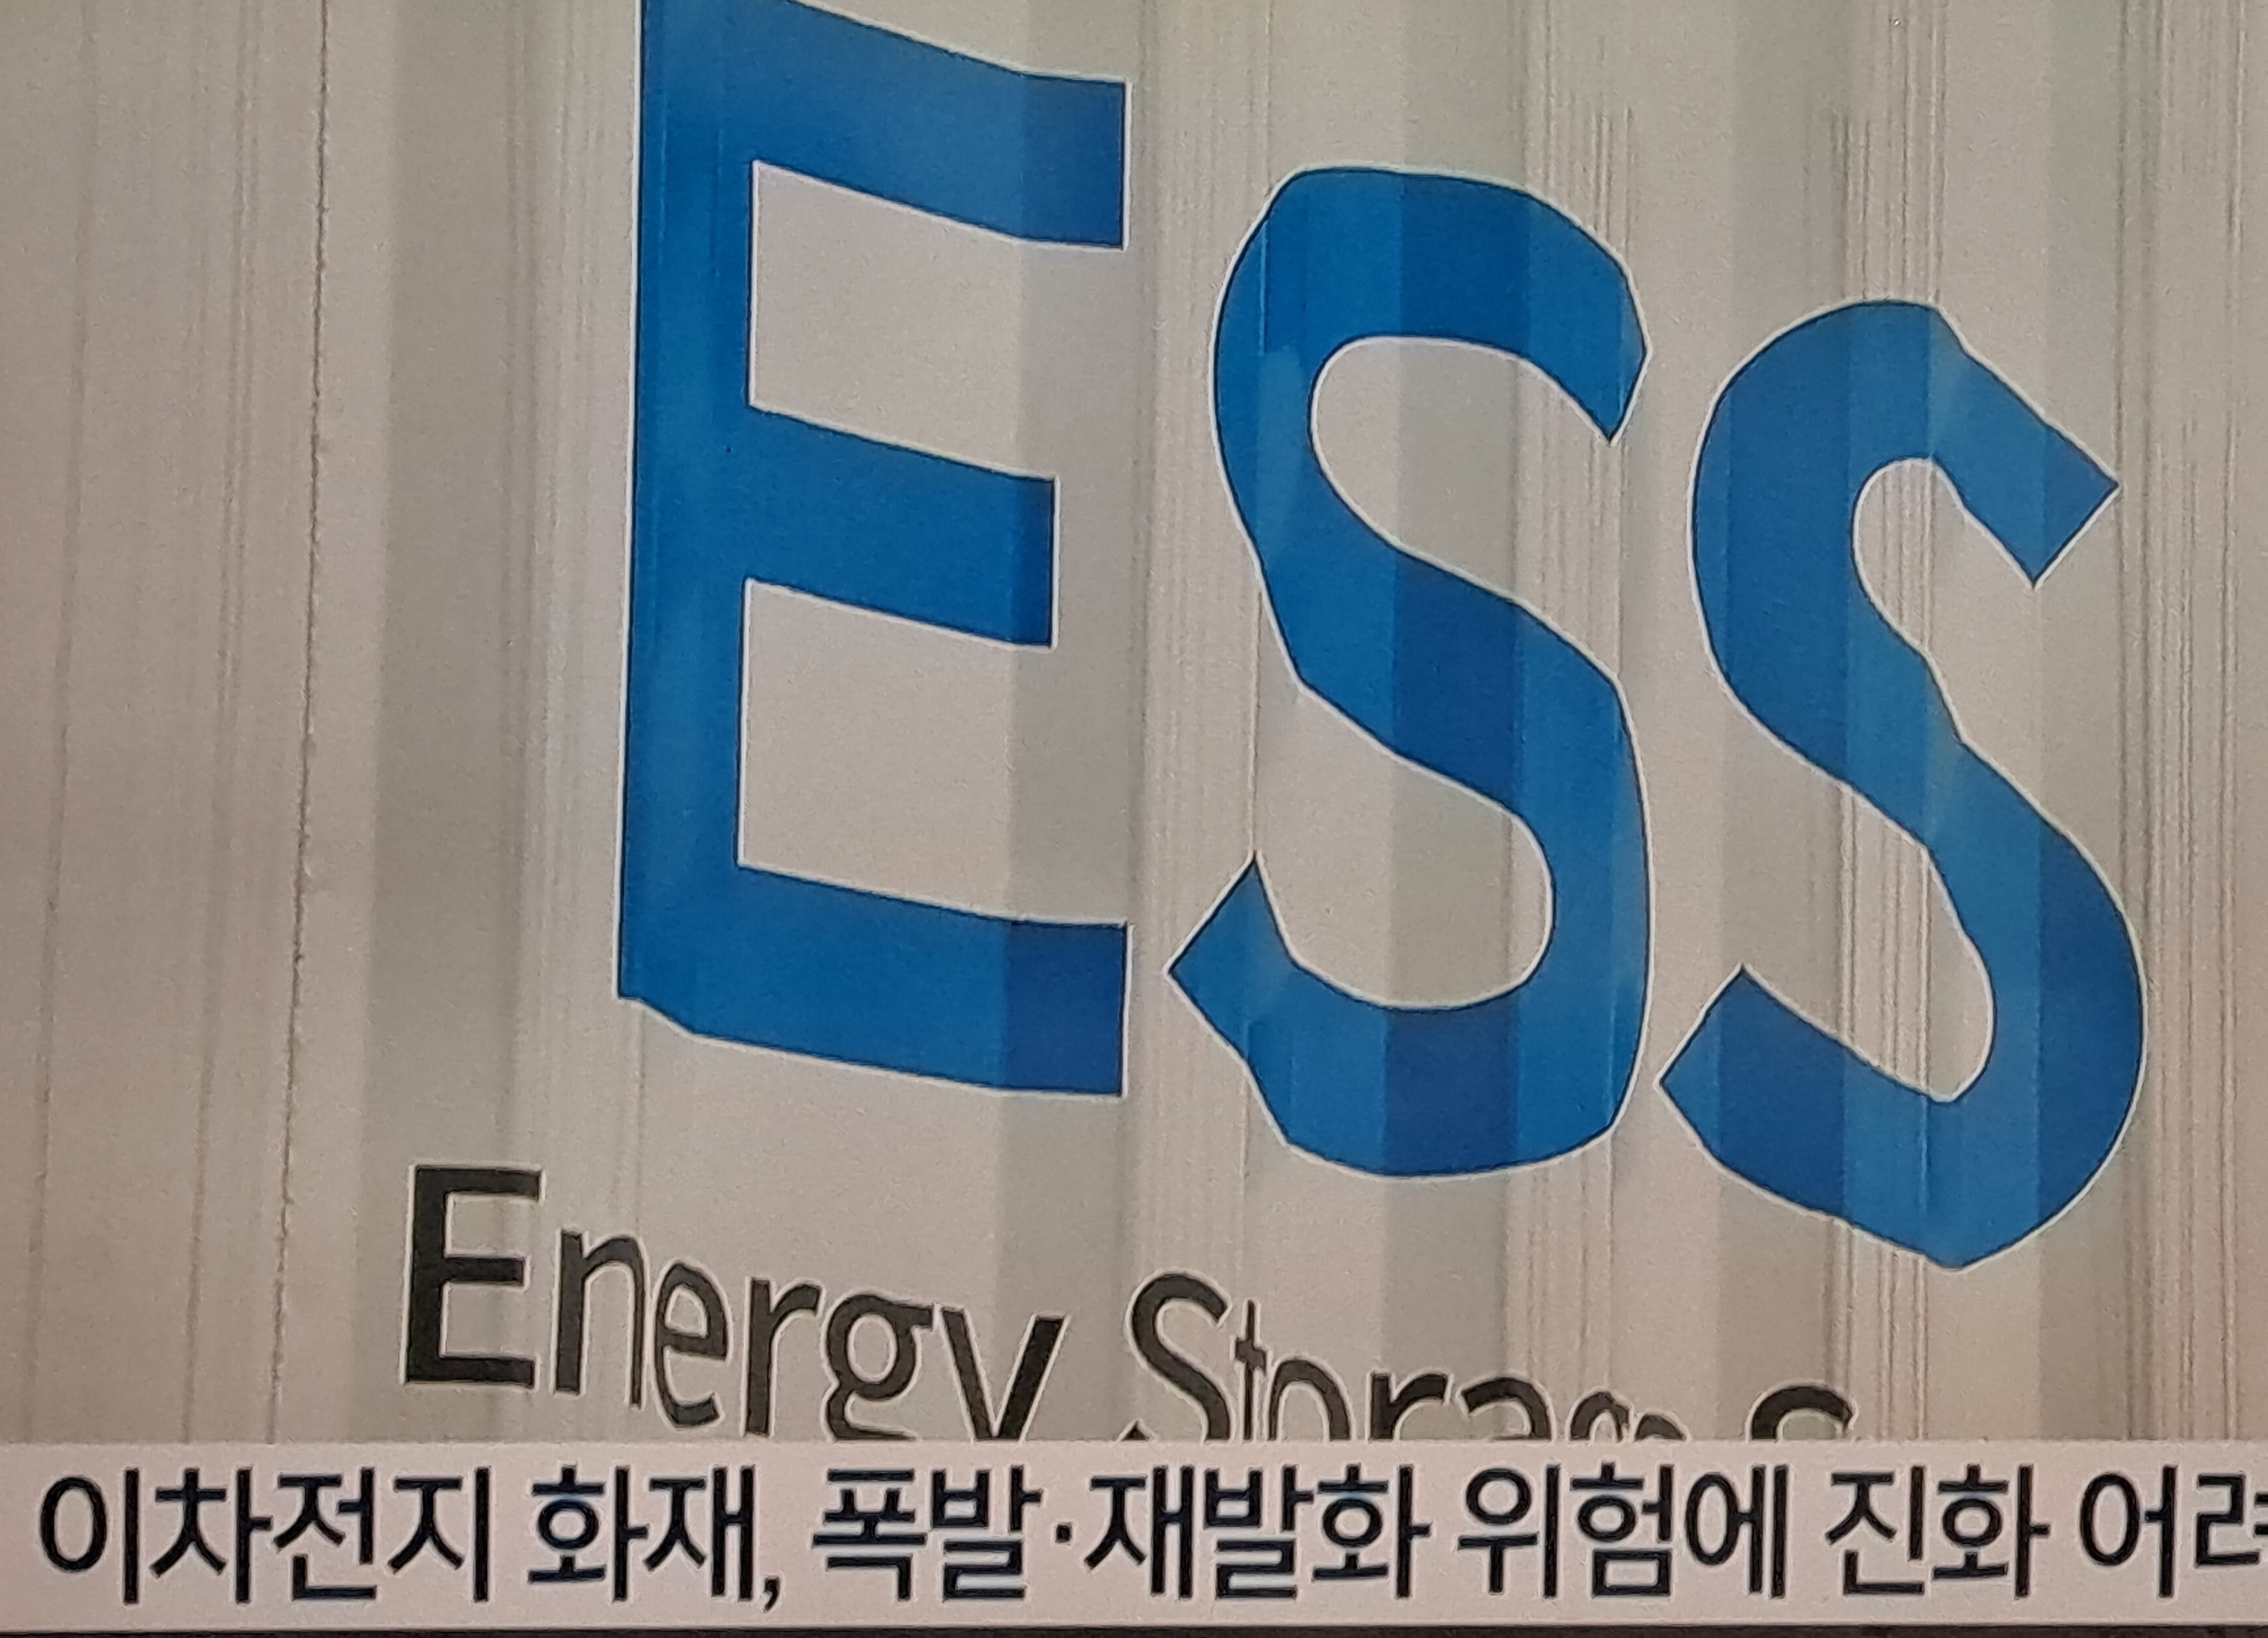 ESS
Energy Storage S
이차전지 화재, 폭발·재발화 위험에 진화 어려